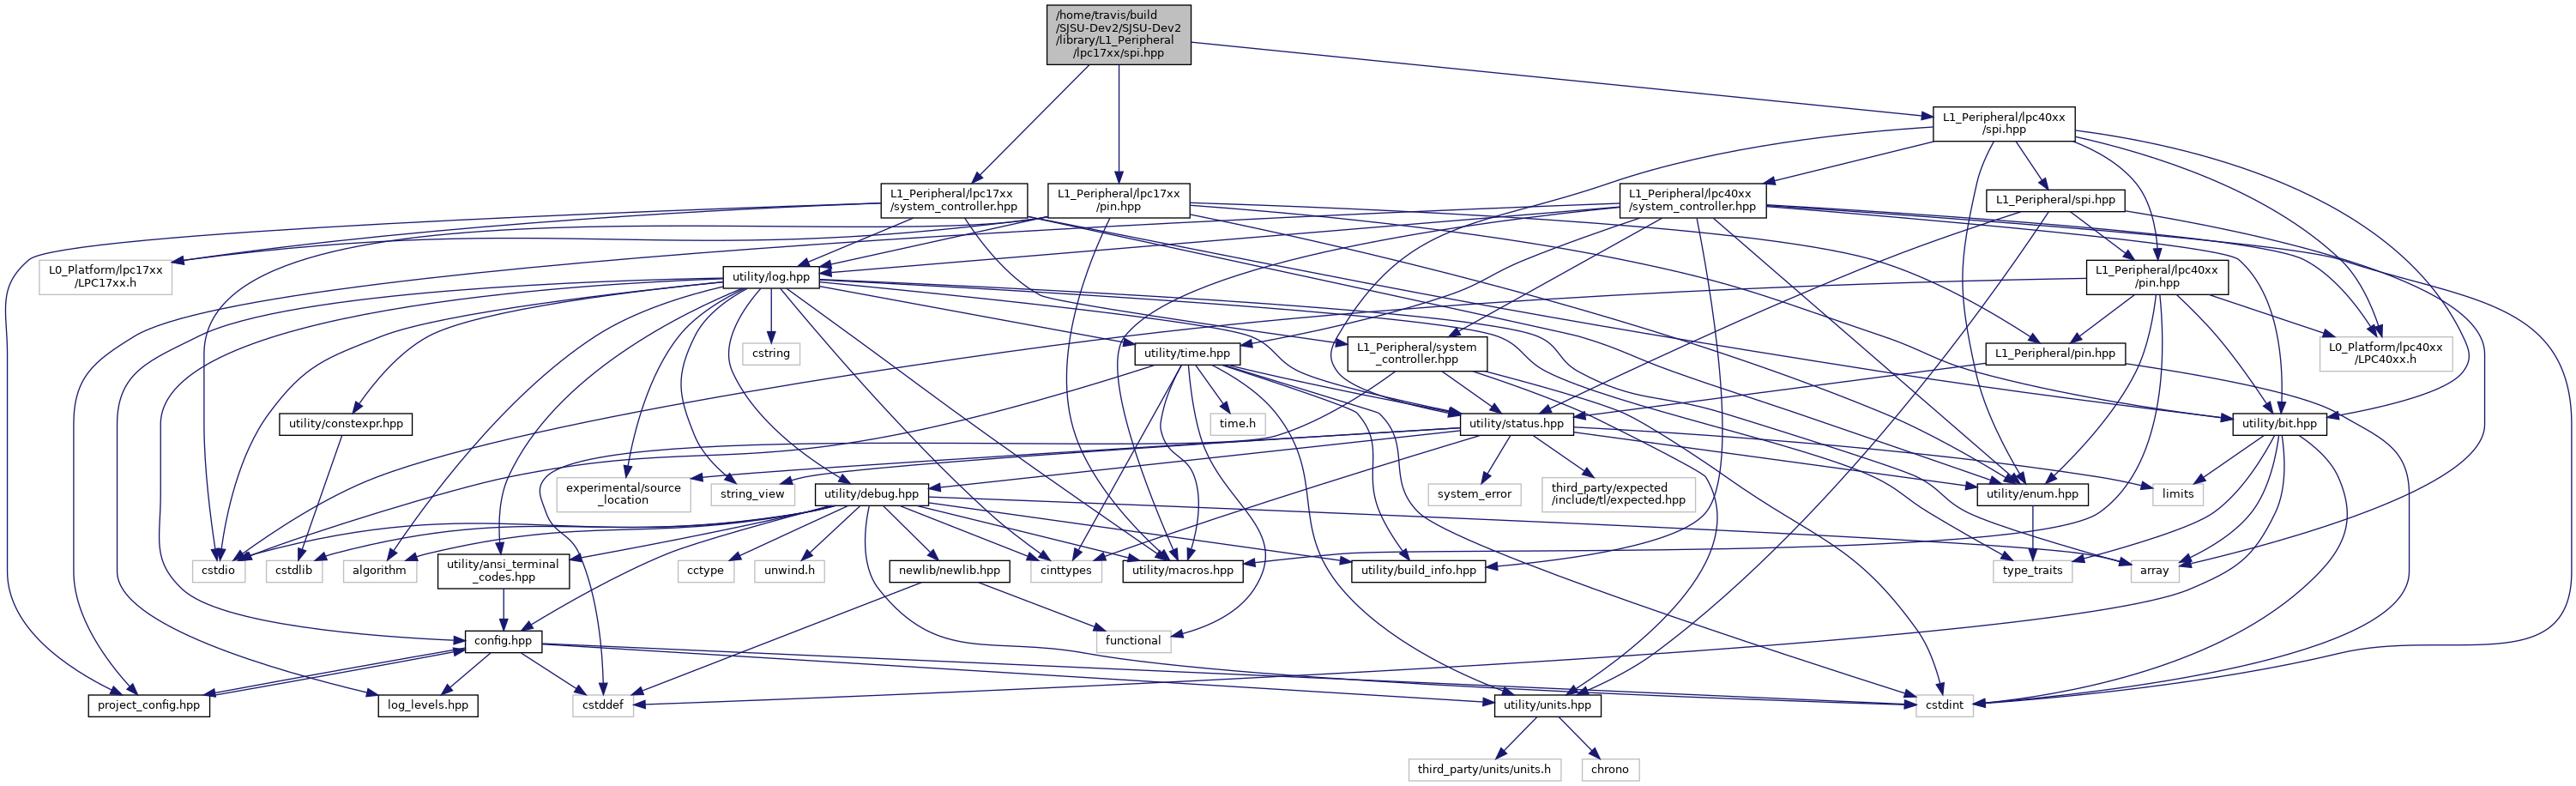 /home/travis/build
/SJSU-Dev2/SJSU-Dev2
/library/L1_Peripheral
/lpc17xx/spi.hpp
L1_Peripheral/lpc40xx
/spi.hpp
L1_Peripheral/lpc17xx
/system_controller.hpp
L1_Peripheral/lpc17xx
/pin.hpp
L1_Peripheral/lpc40xx
/system_controller.hpp
L1_Peripheral/spi.hpp
L0_Platform/lpc17xx
/LPC17xx.h
utility/log.hpp
L1_Peripheral/lpc40xx
/pin.hpp
cstring
utility/time.hpp
L1_Peripheral/system
_controller.hpp
L1_Peripheral/pin.hpp
L0_Platform/lpc40xx
/LPC40xx.h
utility/constexpr.hpp
time.h
utility/status.hpp
utility/bit.hpp
experimental/source
_location
string_view
utility/debug.hpp
system_error
third_party/expected
/include/tl/expected.hpp
utility/enum.hpp
limits
cstdio
cstdlib
algorithm
utility/ansi_terminal
_codes.hpp
cctype
unwind.h
newlib/newlib.hpp
cinttypes
utility/macros.hpp
utility/build_info.hpp
type_traits
array
config.hpp
functional
project_config.hpp
log_levels.hpp
cstddef
utility/units.hpp
cstdint
third_party/units/units.h
chrono